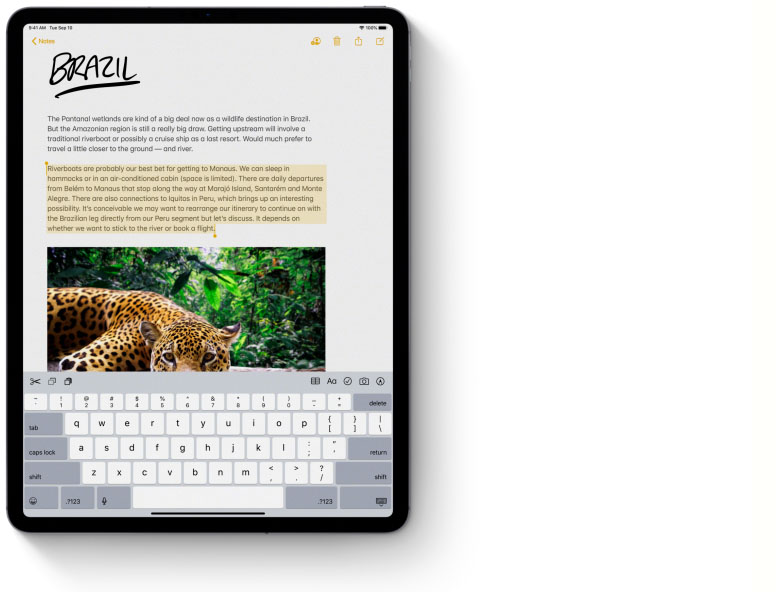 9:41 AM Tue Sep 10
100%
Notes
BRAZIL
The Pantanal wetlands are kind of a big deal now as a wildlife destination in Brazil.
But the Amazonian region is still a really big draw. Getting upstream will involve a
traditional riverboat or possibly a cruise ship as a last resort. Would much prefer to
travel a little closer to the ground — and river.
Riverboats are probably our best bet for getting to Manaus. We can sleep in
hammocks or in an air-conditioned cabin (space is limited). There are daily departures
from Belém to Manaus that stop along the way at Marajó Island, Santarém and Monte
Alegre. There are also connections to Iquitos in Peru, which brings up an interesting
possibility. It's conceivable we may want to rearrange our itinerary to continue on with
the Brazilian leg directly from our Peru segment but let's discuss. It depends on
whether we want to stick to the river or book a flight.
Aa
~ ! @ # $ % ^ & * ( ) _ +
` 1 2 3 4 5 6 7 8 9 0 - = delete
tab q w e r t y u i o p { [ } ] | \
caps lock a s d f g h j k l : ; " ' return
shift z x c v b n m < , > . ? / shift
.?123 .?123